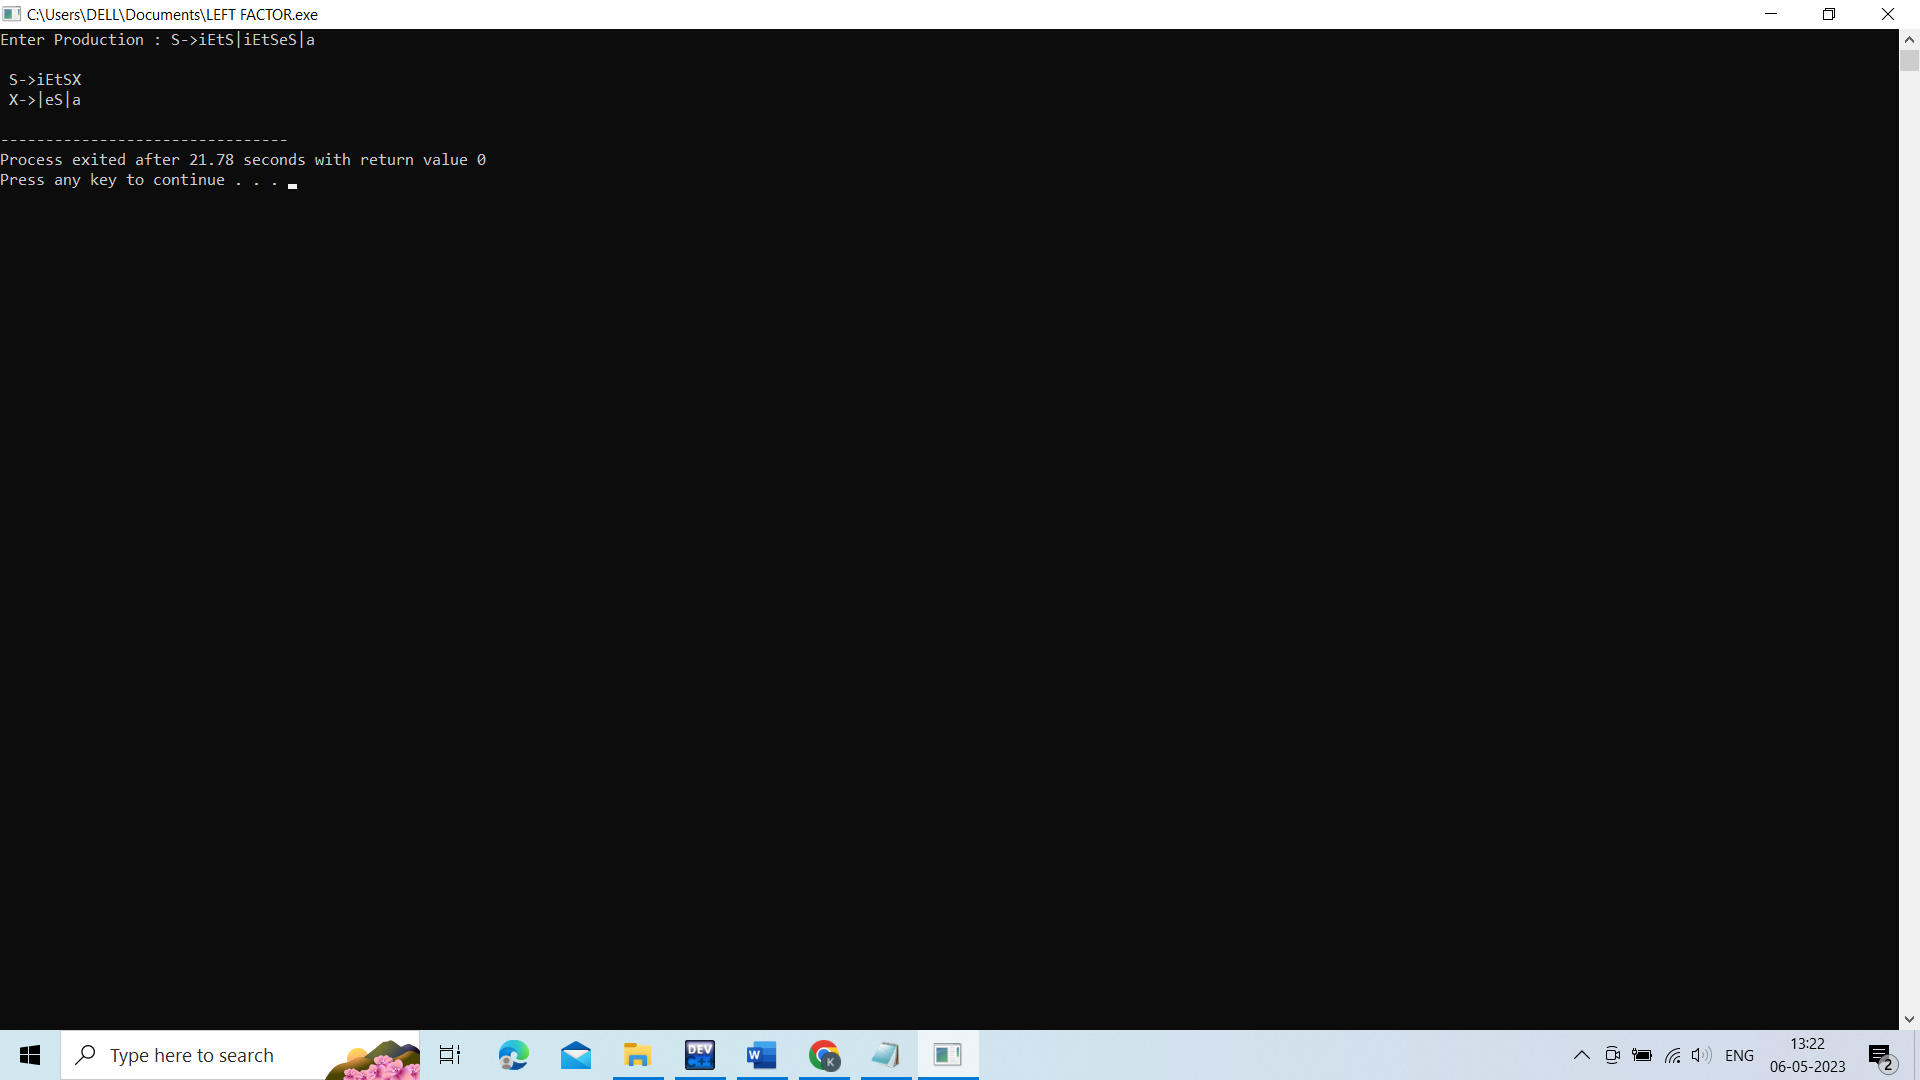 C:\Users\DELL\Documents\LEFT FACTOR.exe
Enter Production : S->iEtS|iEtSeS|a
S->iEtSX
X->|eS|a
--------------------------------
Process exited after 21.78 seconds with return value 0
Press any key to continue . . .
Type here to search
DEV
C++
W
K
ENG
13:22
06-05-2023
2